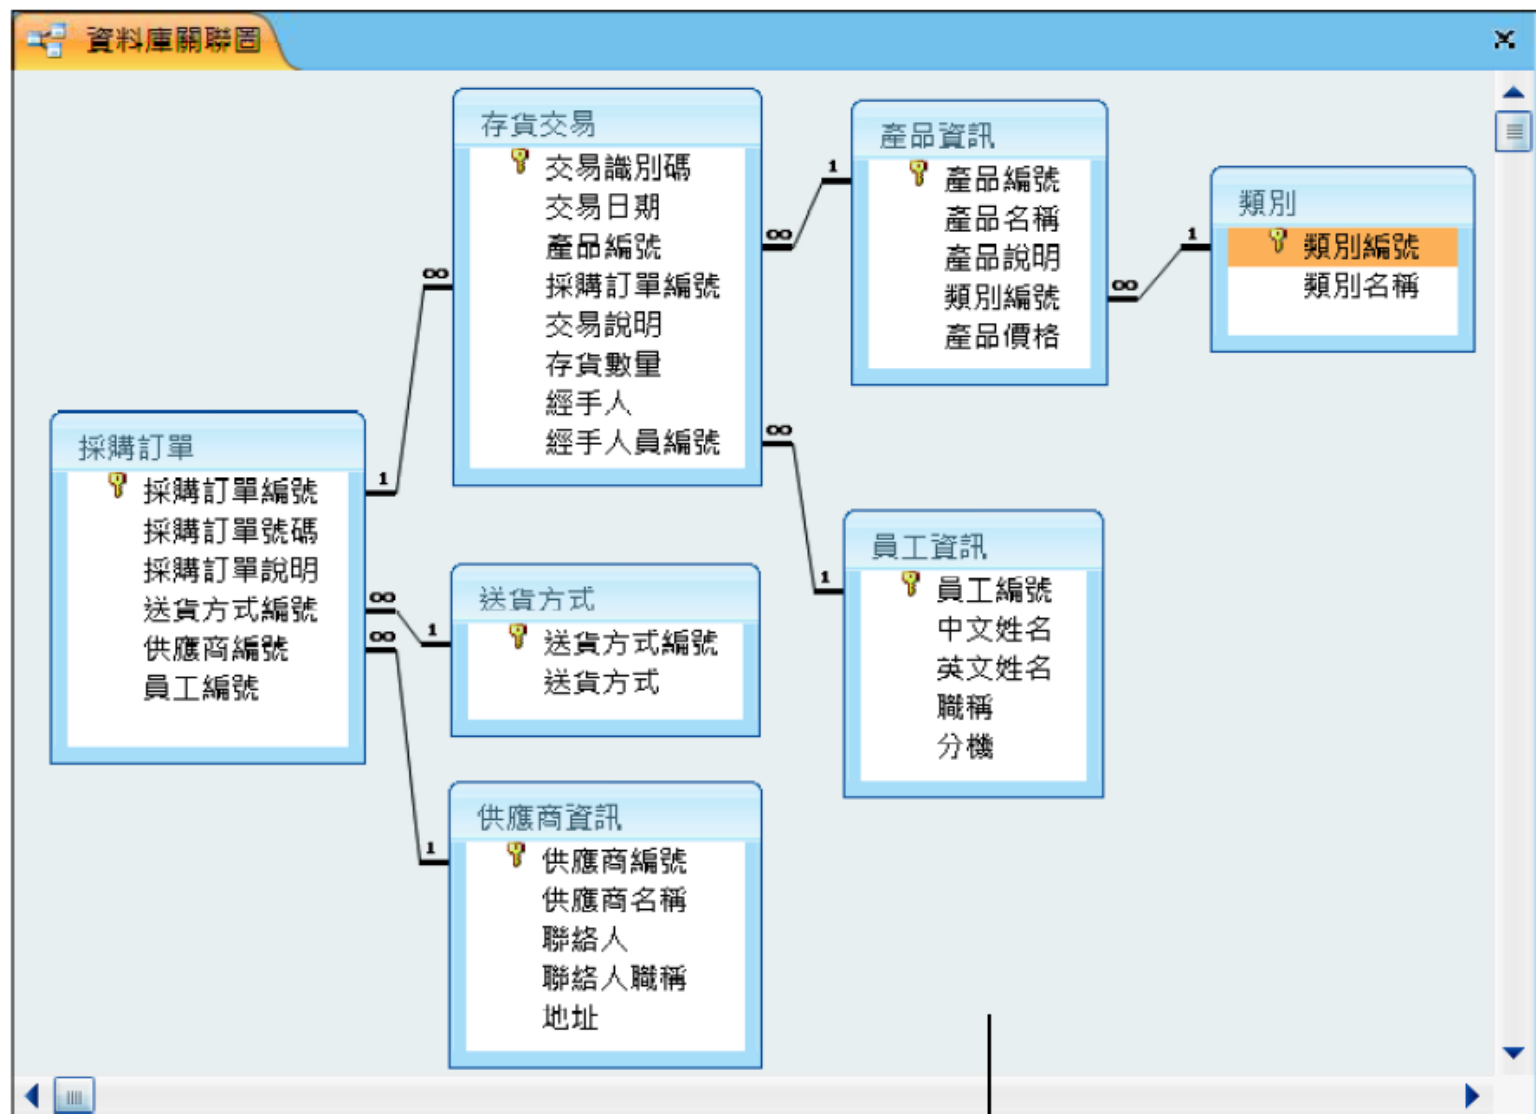 資料庫關聯圖
存貨交易
交易識別碼
交易日期
產品編號
採購訂單編號
交易說明
存貨數量
經手人
經手人員編號
產品資訊
產品編號
產品名稱
產品說明
類別編號
產品價格
類別
類別編號
類別名稱
採購訂單
採購訂單編號
採購訂單號碼
採購訂單說明
送貨方式編號
供應商編號
員工編號
送貨方式
送貨方式編號
送貨方式
員工資訊
員工編號
中文姓名
英文姓名
職稱
分機
供應商資訊
供應商編號
供應商名稱
聯絡人
聯絡人職稱
地址
∞
1
∞
1
∞
1
∞
1
∞
1
∞
1